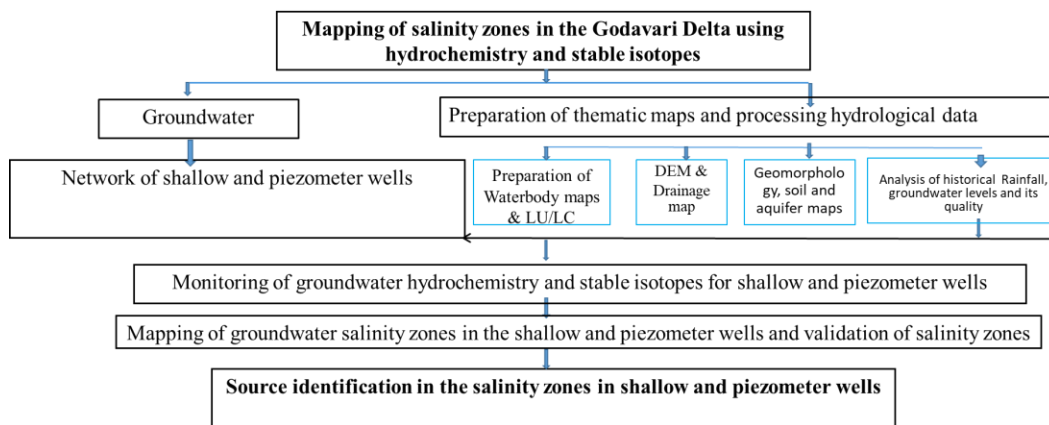 Mapping of salinity zones in the Godavari Delta using
hydrochemistry and stable isotopes
Groundwater
Preparation of thematic maps and processing hydrological data
Network of shallow and piezometer wells
Preparation of
Waterbody maps
& LU/LC
DEM &
Drainage
map
Geomorpholo
gy, soil and
aquifer maps
Analysis of historical Rainfall,
groundwater levels and its
quality
Monitoring of groundwater hydrochemistry and stable isotopes for shallow and piezometer wells
Mapping of groundwater salinity zones in the shallow and piezometer wells and validation of salinity zones
Source identification in the salinity zones in shallow and piezometer wells